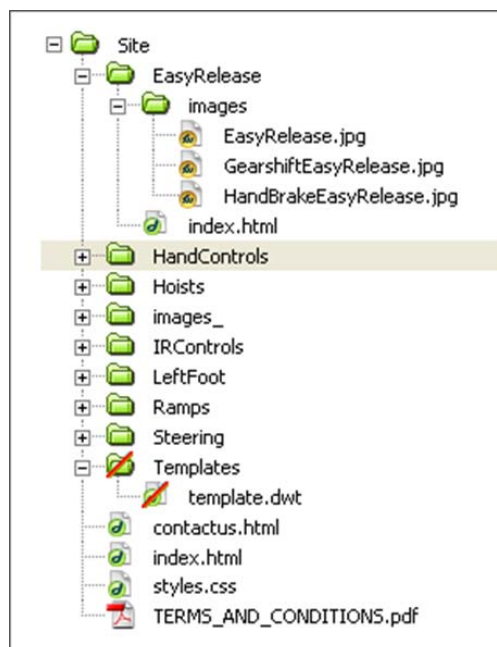 Site
EasyRelease
images
EasyRelease.jpg
GearshiftEasyRelease.jpg
HandBrakeEasyRelease.jpg
index.html
HandControls
Hoists
images_
IRControls
LeftFoot
Ramps
Steering
Templates
template.dwt
contactus.html
index.html
styles.css
TERMS_AND_CONDITIONS.pdf